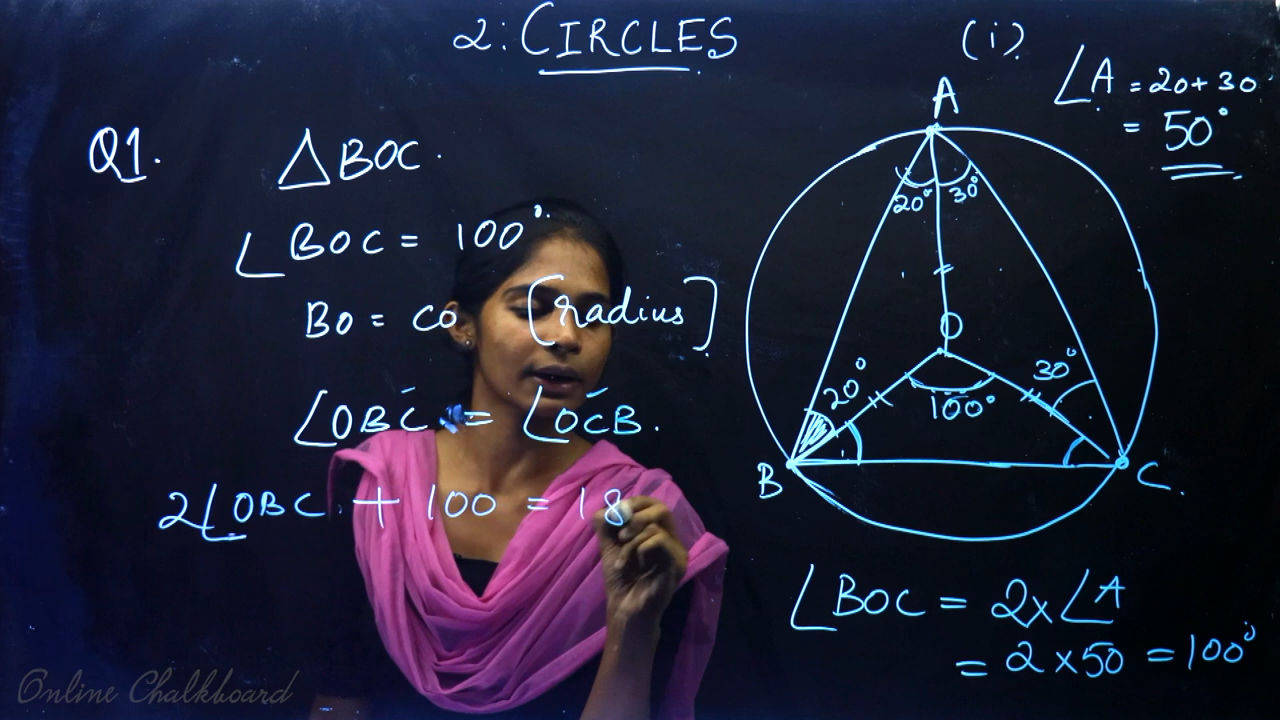 2: CIRCLES
(i).
∠A = 20 + 30
= 50°
Q1.
△BOC.
∠BOC = 100°.
BO = CO [radius]
∠OBC = ∠OCB.
2∠OBC + 100 = 18
A
20° 30°
O
20°
30°
100°
B
C.
∠BOC = 2 x ∠A
= 2 x 50 = 100°
Online Chalkboard